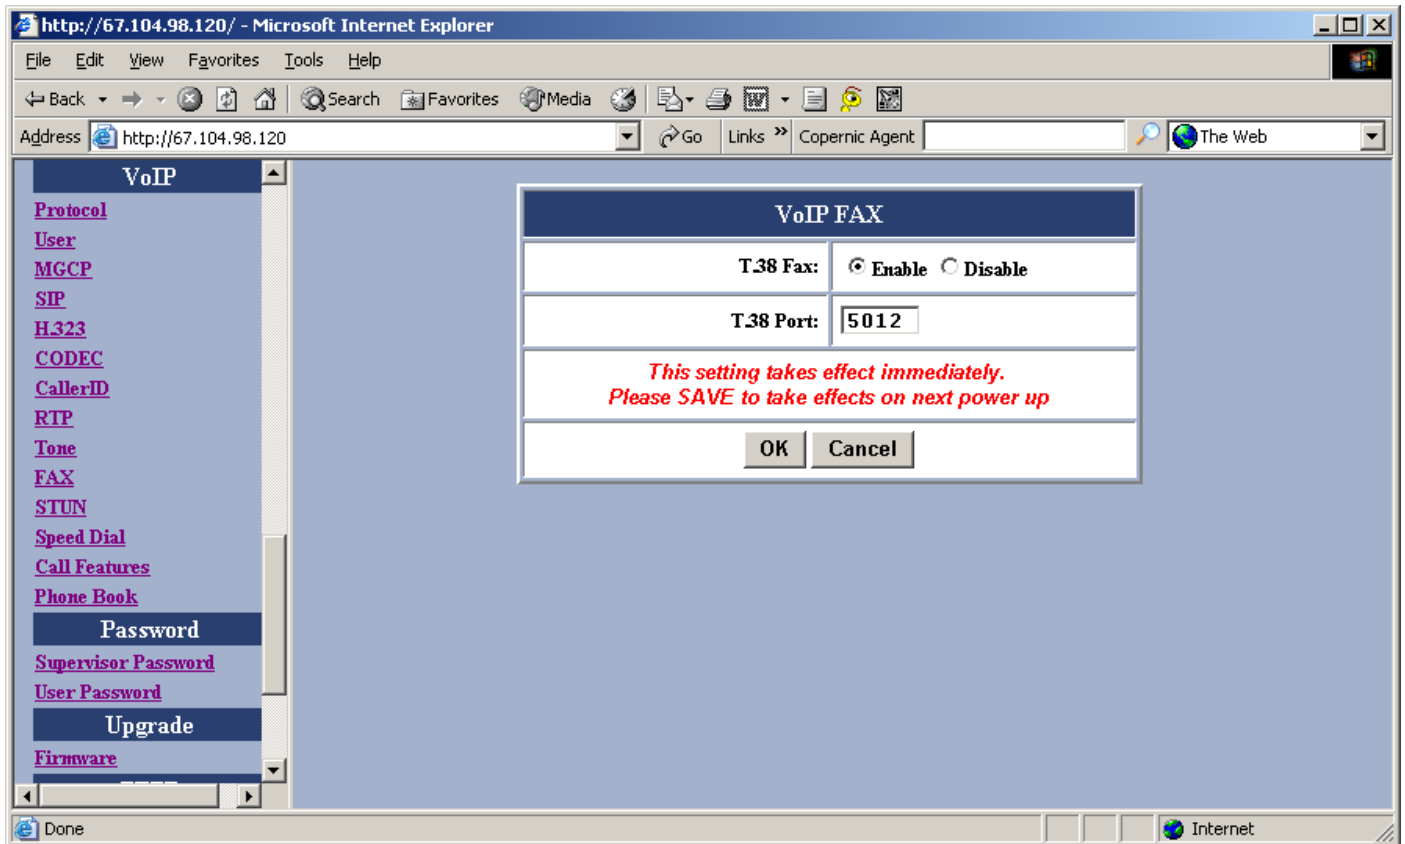 http://67.104.98.120/ - Microsoft Internet Explorer
File Edit View Favorites Tools Help
Back Search Favorites Media
Address http://67.104.98.120 Go Links » Copernic Agent The Web
VoIP
Protocol
User
MGCP
SIP
H.323
CODEC
CallerID
RTP
Tone
FAX
STUN
Speed Dial
Call Features
Phone Book
Password
Supervisor Password
User Password
Upgrade
Firmware
VoIP FAX
T.38 Fax: Enable Disable
T.38 Port: 5012
This setting takes effect immediately.
Please SAVE to take effects on next power up
OK Cancel
Done Internet